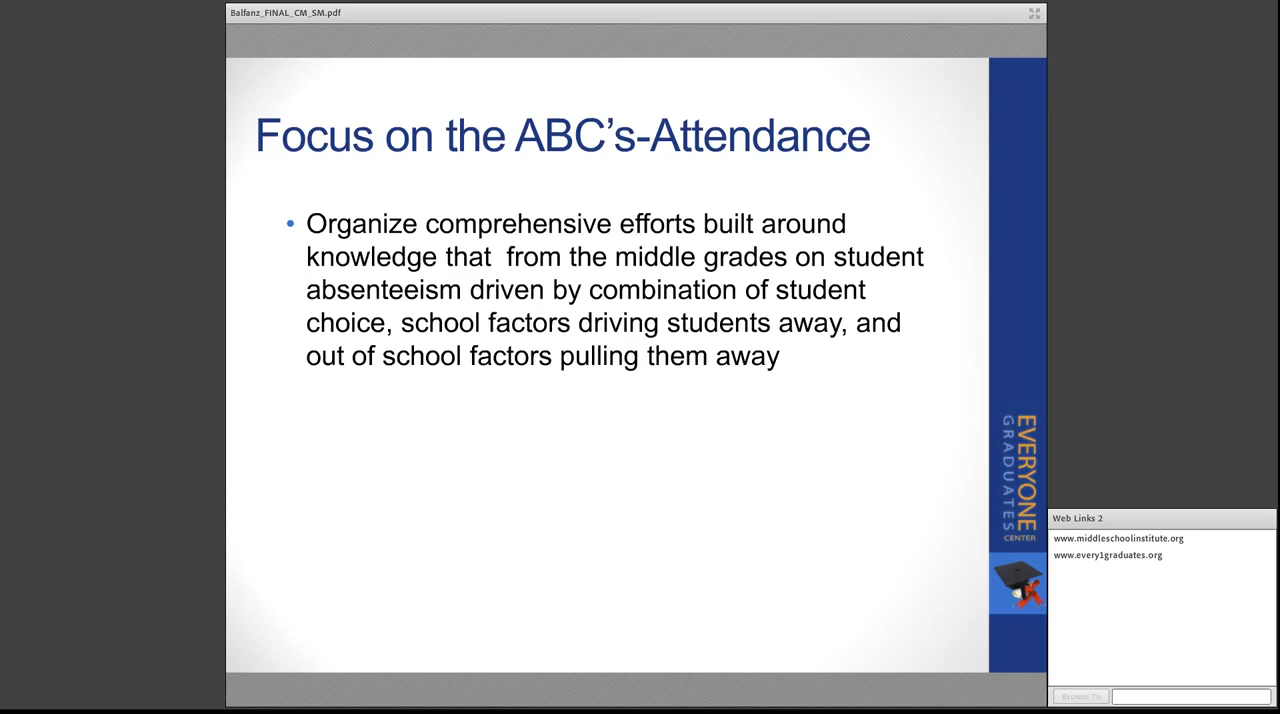 Balfanz_FINAL_CM_SM.pdf
Focus on the ABC's-Attendance
• Organize comprehensive efforts built around
knowledge that  from the middle grades on student
absenteeism driven by combination of student
choice, school factors driving students away, and
out of school factors pulling them away
EVERYONE
GRADUATES
CENTER
Web Links 2
www.middleschoolinstitute.org
www.every1graduates.org
Browse To